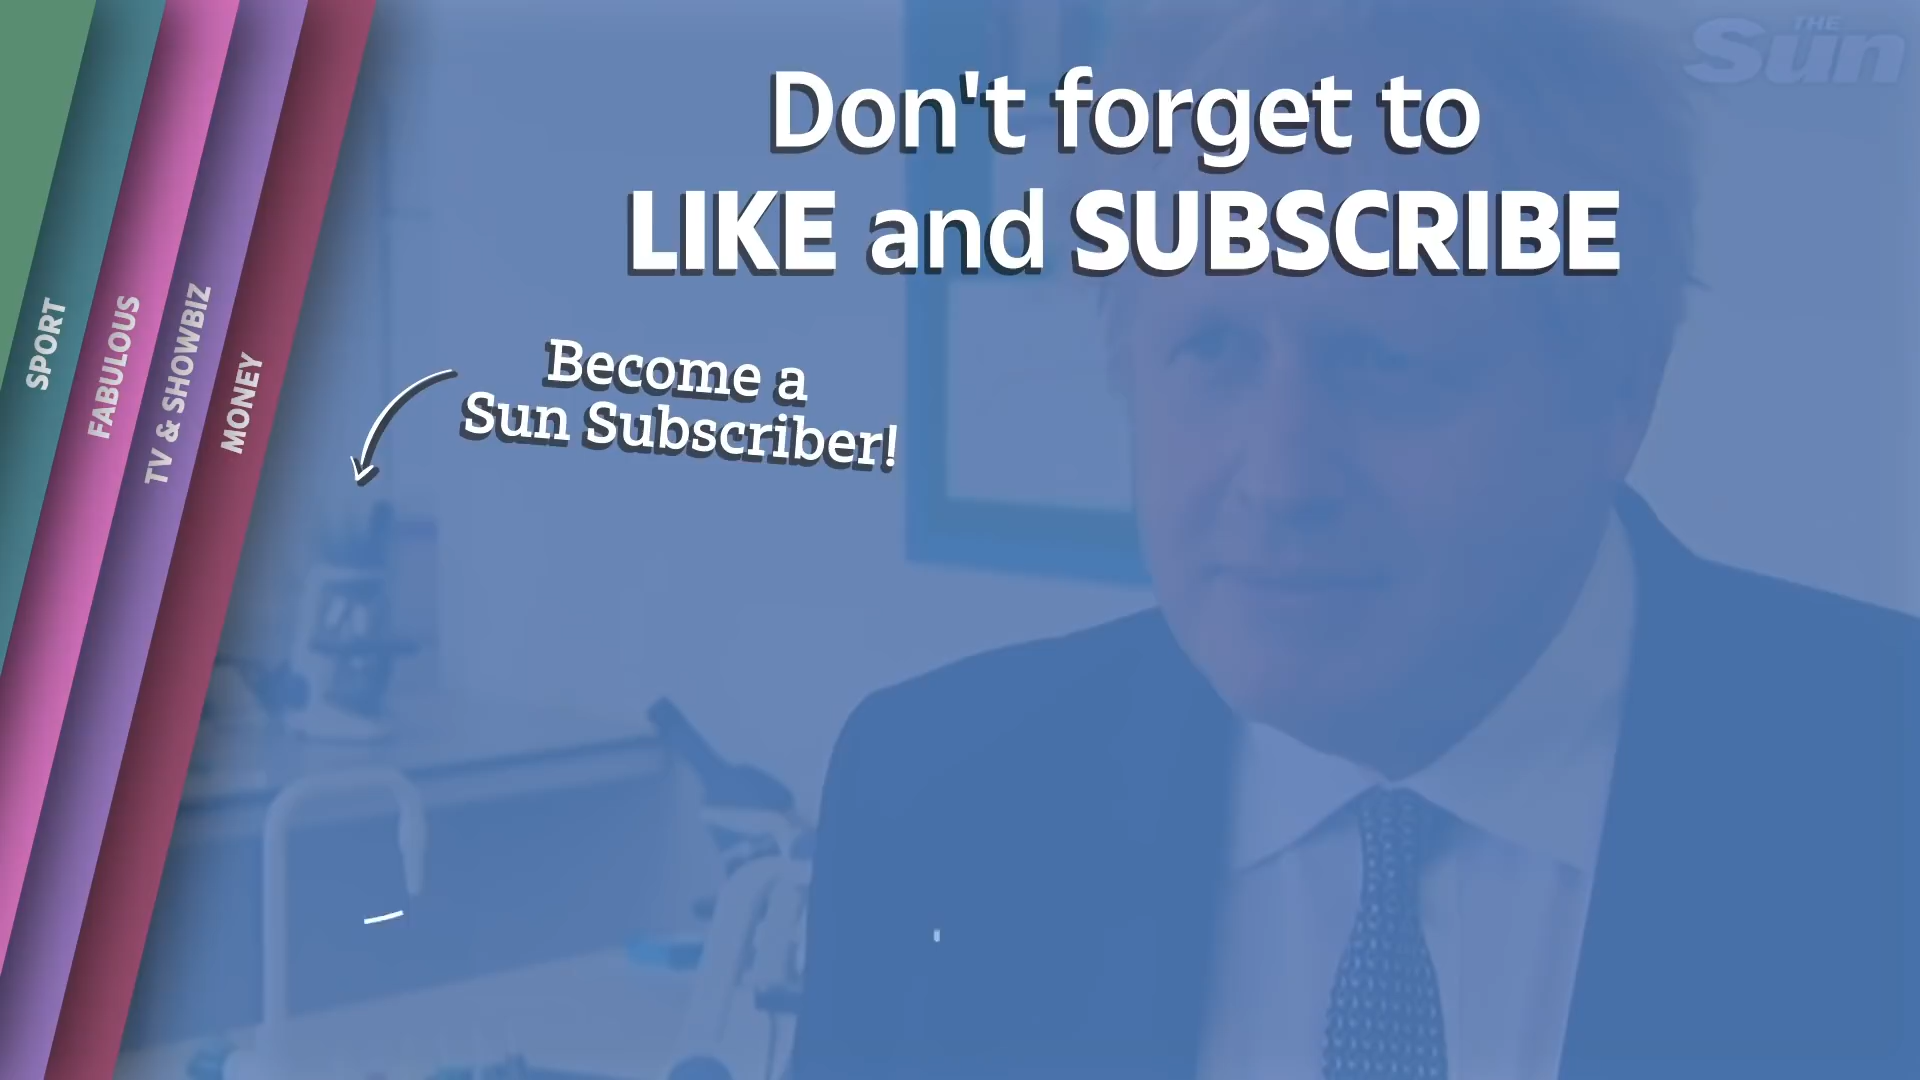 THE
Sun
Don't forget to
LIKE and SUBSCRIBE
Become a
Sun Subscriber!
SPORT
FABULOUS
TV & SHOWBIZ
MONEY